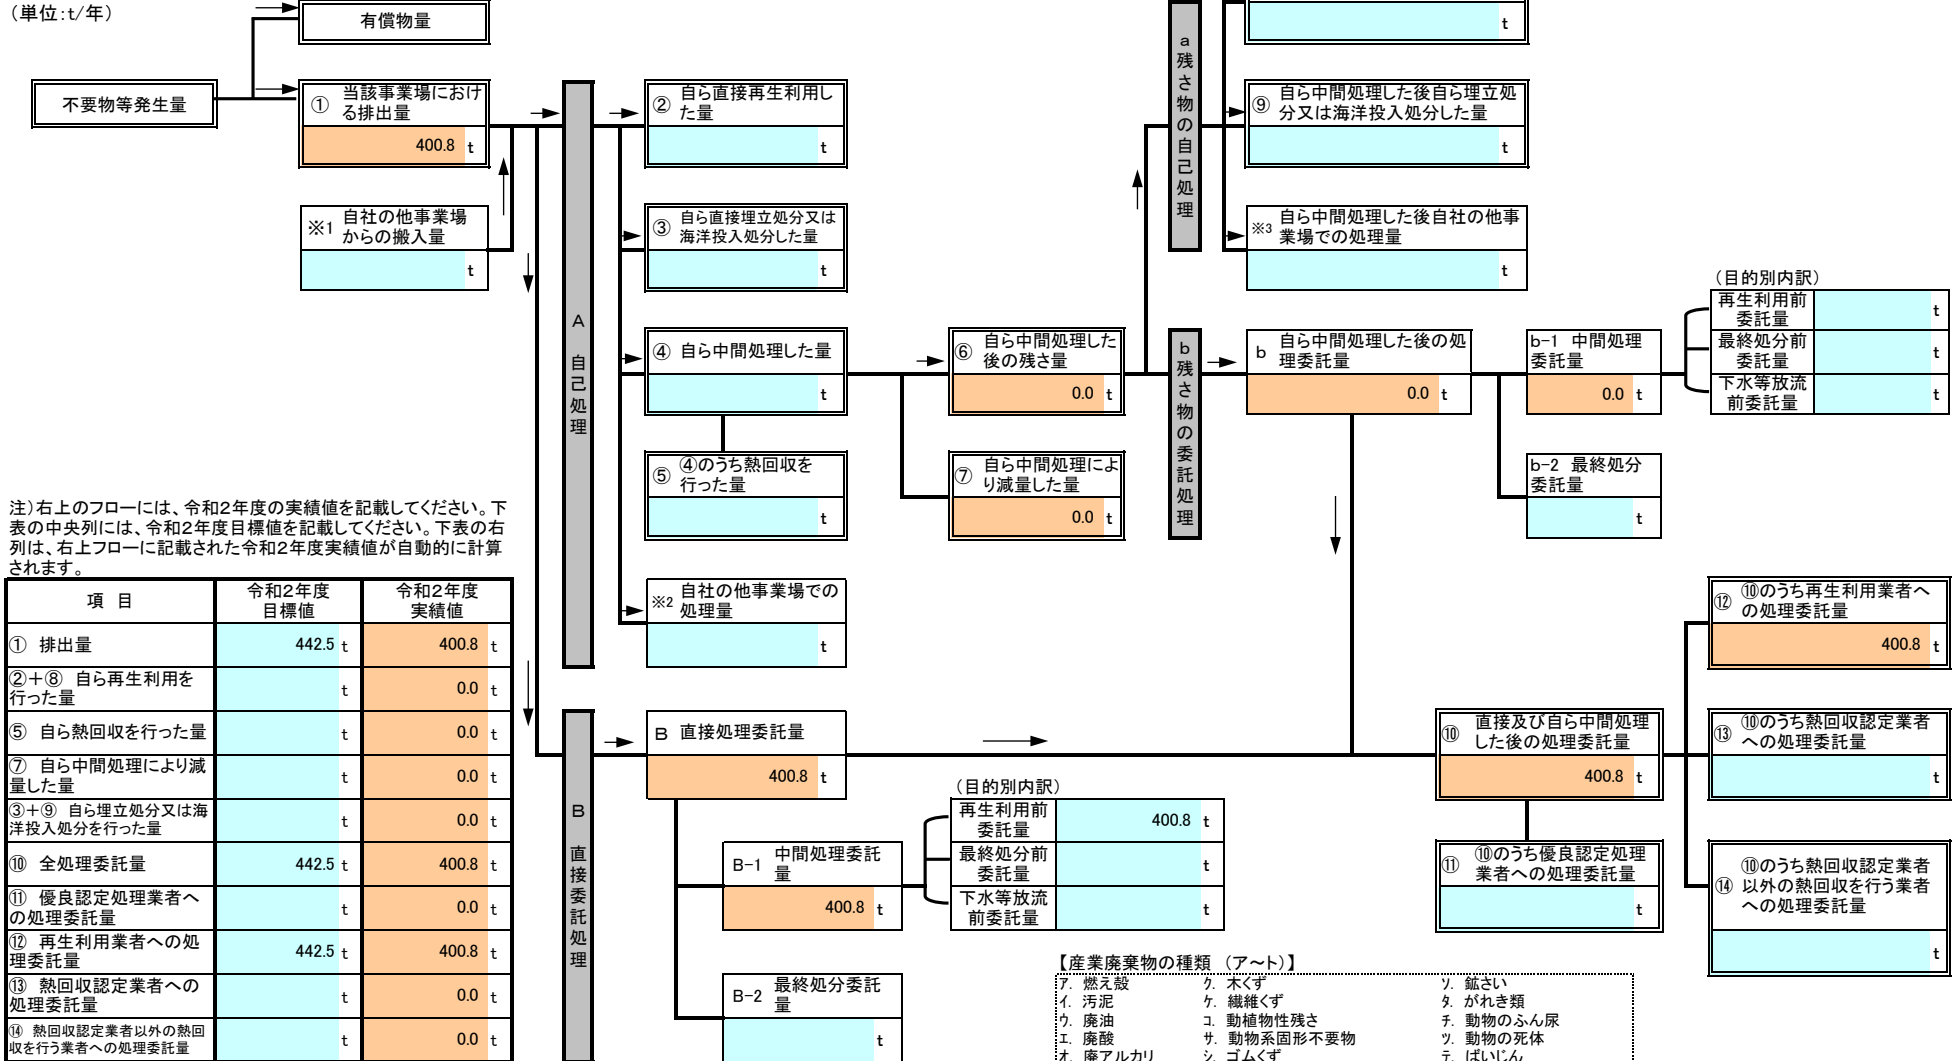 （単位:t/年）
有償物量
不要物等発生量
① 当該事業場におけ
る排出量
400.8 t
※1 自社の他事業場
からの搬入量
t
A 自己処理
② 自ら直接再生利用し
た量
t
③ 自ら直接埋立処分又は
海洋投入処分した量
t
④ 自ら中間処理した量
t
⑤ ④のうち熱回収を
行った量
t
※2 自社の他事業場での
処理量
t
⑥ 自ら中間処理した
後の残さ量
0.0 t
⑦ 自ら中間処理によ
り減量した量
0.0 t
a 残さ物の自己処理
t
⑨ 自ら中間処理した後自ら埋立処
分又は海洋投入処分した量
t
※3 自ら中間処理した後自社の他事
業場での処理量
t
b 残さ物の委託処理
b 自ら中間処理した後の処
理委託量
0.0 t
b-1 中間処理
委託量
0.0 t
b-2 最終処分
委託量
t
（目的別内訳）
再生利用前
委託量 t
最終処分前
委託量 t
下水等放流
前委託量 t
注）右上のフローには、令和2年度の実績値を記載してください。下
表の中央列には、令和2年度目標値を記載してください。下表の右
列は、右上フローに記載された令和2年度実績値が自動的に計算
されます。
項 目 令和2年度 目標値 令和2年度 実績値
① 排出量 442.5 t 400.8 t
②＋⑧ 自ら再生利用を
行った量 t 0.0 t
⑤ 自ら熱回収を行った量 t 0.0 t
⑦ 自ら中間処理により減
量した量 t 0.0 t
③＋⑨ 自ら埋立処分又は海
洋投入処分を行った量 t 0.0 t
⑩ 全処理委託量 442.5 t 400.8 t
⑪ 優良認定処理業者へ
の処理委託量 t 0.0 t
⑫ 再生利用業者への処
理委託量 442.5 t 400.8 t
⑬ 熱回収認定業者への
処理委託量 t 0.0 t
⑭ 熱回収認定業者以外の熱回
収を行う業者への処理委託量 t 0.0 t
B 直接委託処理
B 直接処理委託量
400.8 t
B-1 中間処理委託
量
400.8 t
B-2 最終処分委託
量
t
（目的別内訳）
再生利用前
委託量 400.8 t
最終処分前
委託量 t
下水等放流
前委託量 t
⑩ 直接及び自ら中間処理
した後の処理委託量
400.8 t
⑪ ⑩のうち優良認定処理
業者への処理委託量
t
⑫ ⑩のうち再生利用業者へ
の処理委託量
400.8 t
⑬ ⑩のうち熱回収認定業者
への処理委託量
t
⑭ ⑩のうち熱回収認定業者
以外の熱回収を行う業者
への処理委託量
t
【産業廃棄物の種類 （ア～ト）】
ア. 燃え殻 ク. 木くず ソ. 鉱さい
イ. 汚泥 ケ. 繊維くず タ. がれき類
ウ. 廃油 コ. 動植物性残さ チ. 動物のふん尿
エ. 廃酸 サ. 動物系固形不要物 ツ. 動物の死体
オ. 廃アルカリ シ. ゴムくず テ. ばいじん